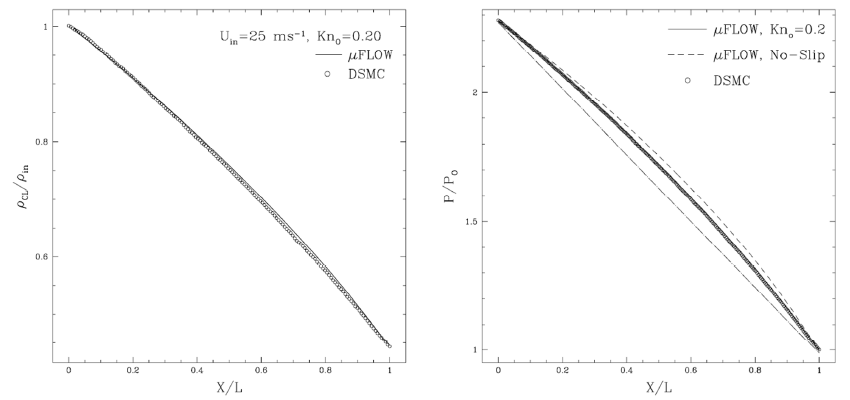 U_in=25 ms⁻¹, Kn_o=0.20
μFLOW
DSMC
1
0.8
0.6
ρ_CL/ρ_in
0
0.2
0.4
0.6
0.8
1
X/L
μFLOW, Kn_o=0.2
μFLOW, No-Slip
DSMC
2
1.5
1
P/P_o
0
0.2
0.4
0.6
0.8
1
X/L